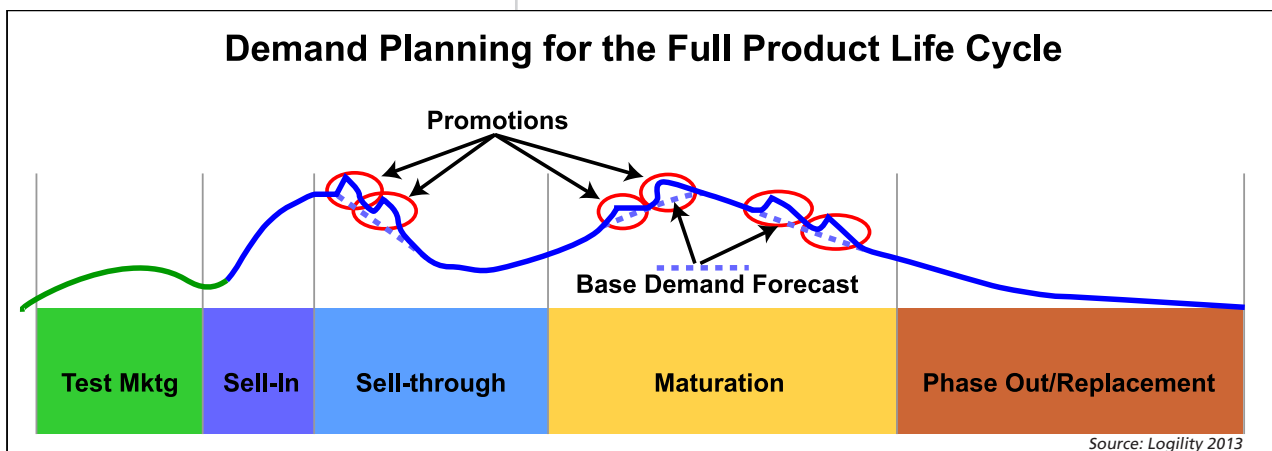 Demand Planning for the Full Product Life Cycle
Promotions
Base Demand Forecast
Test Mktg
Sell-In
Sell-through
Maturation
Phase Out/Replacement
Source: Logility 2013